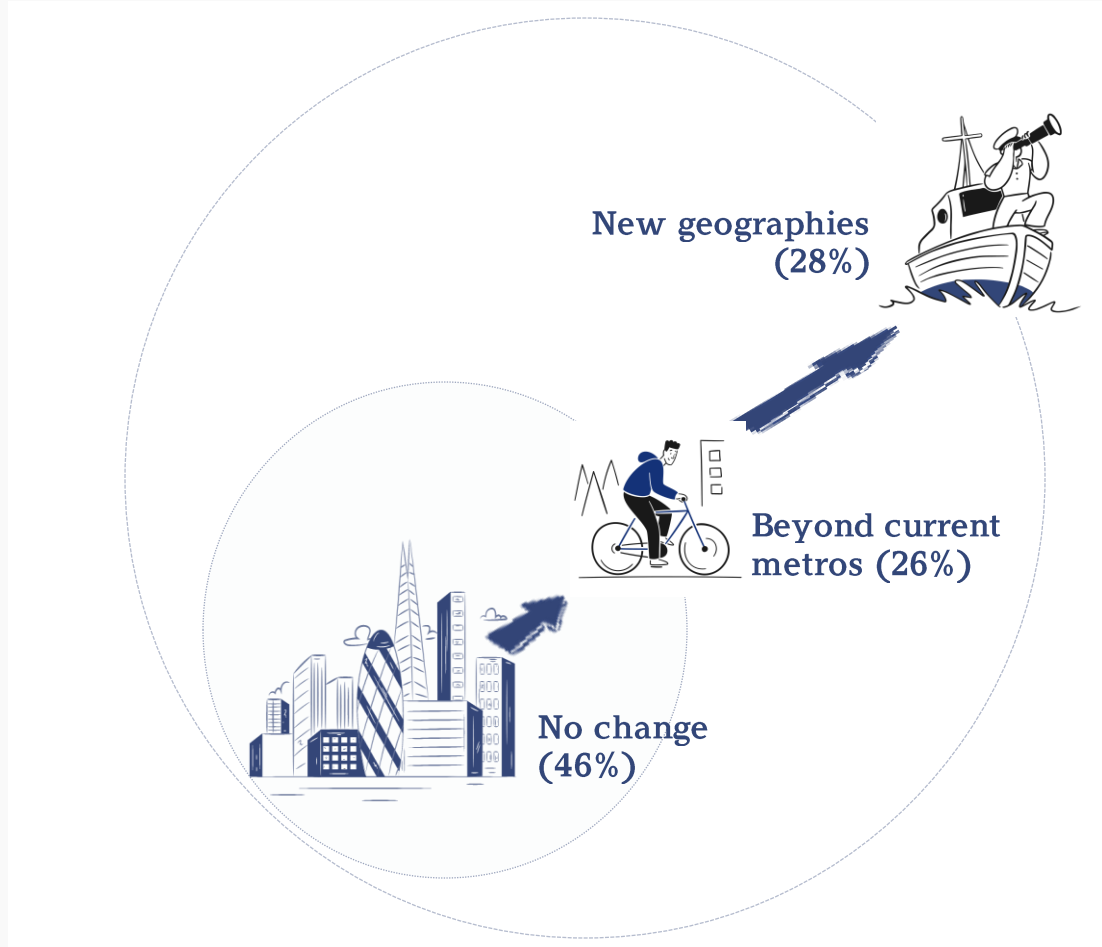 New geographies
(28%)
Beyond current
metros (26%)
No change
(46%)